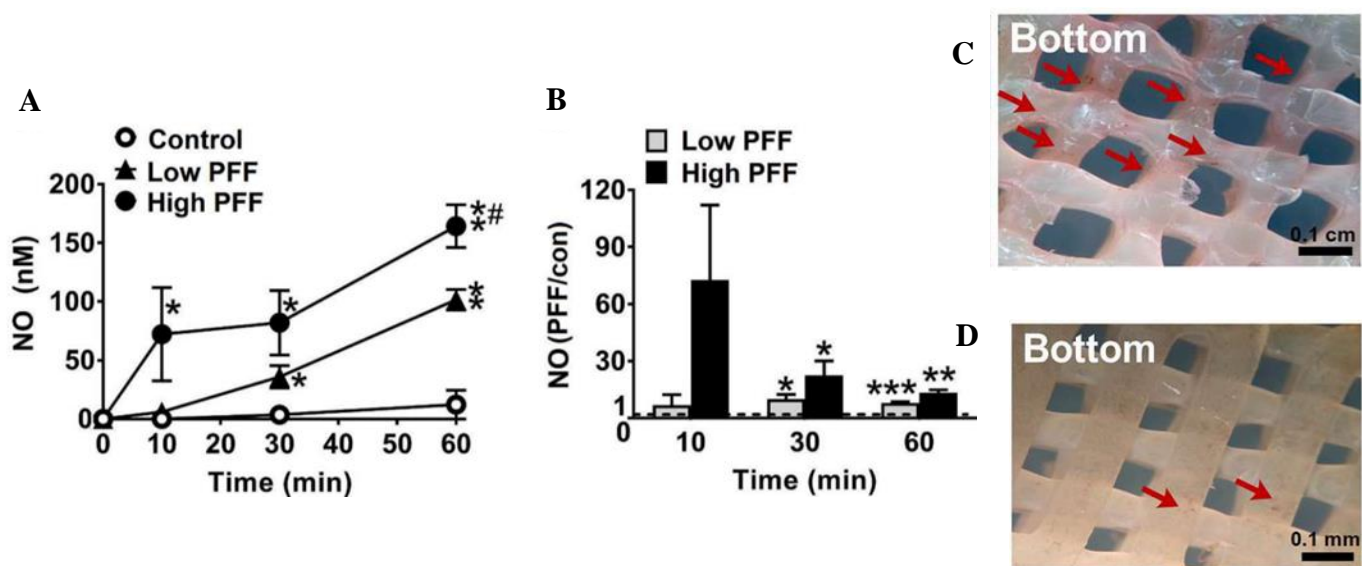 A
Control
Low PFF
High PFF
200
150
100
50
0
NO (nM)
* * #
*
*
* *
*
0 10 20 30 40 50 60
Time (min)
B
Low PFF
High PFF
120
90
60
30
1
0
NO (PFF/con)
* * *** **
10 30 60
Time (min)
C
Bottom
0.1 cm
D
Bottom
0.1 mm